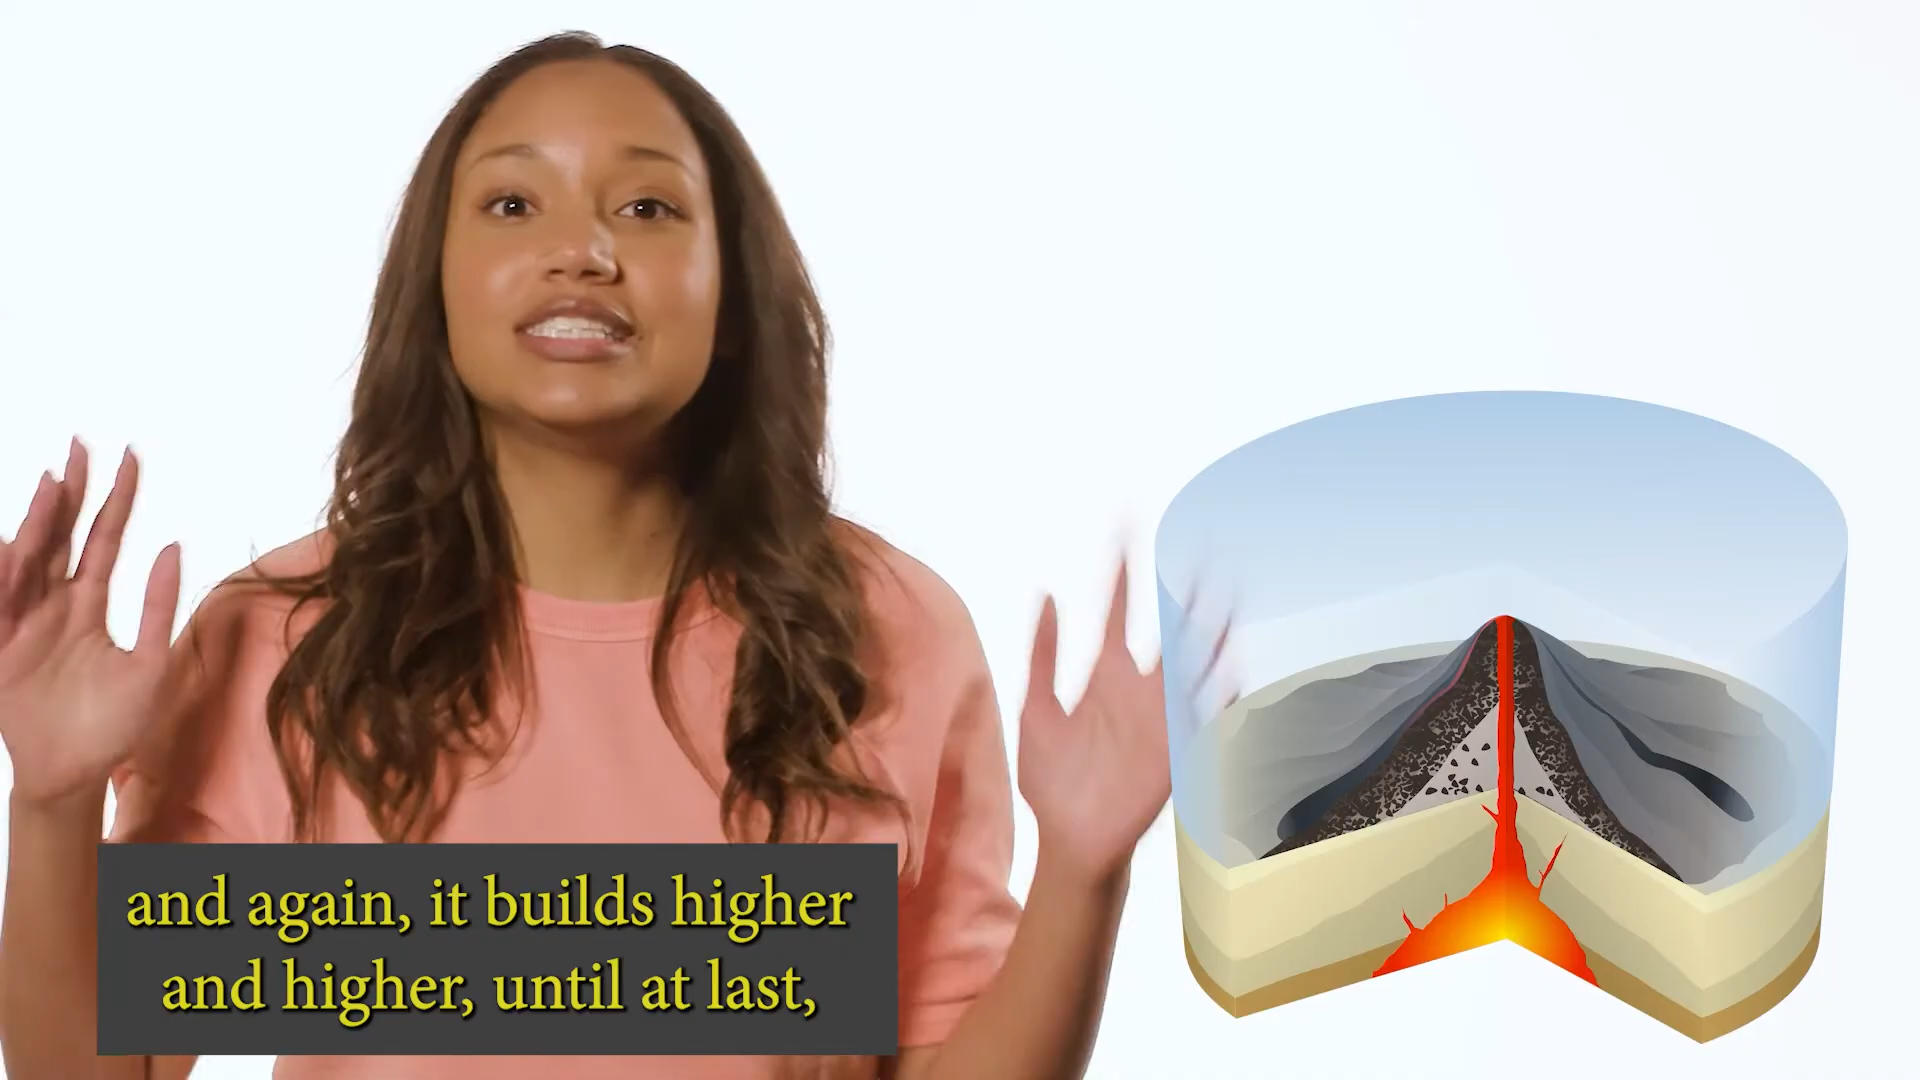 and again, it builds higher
and higher, until at last,